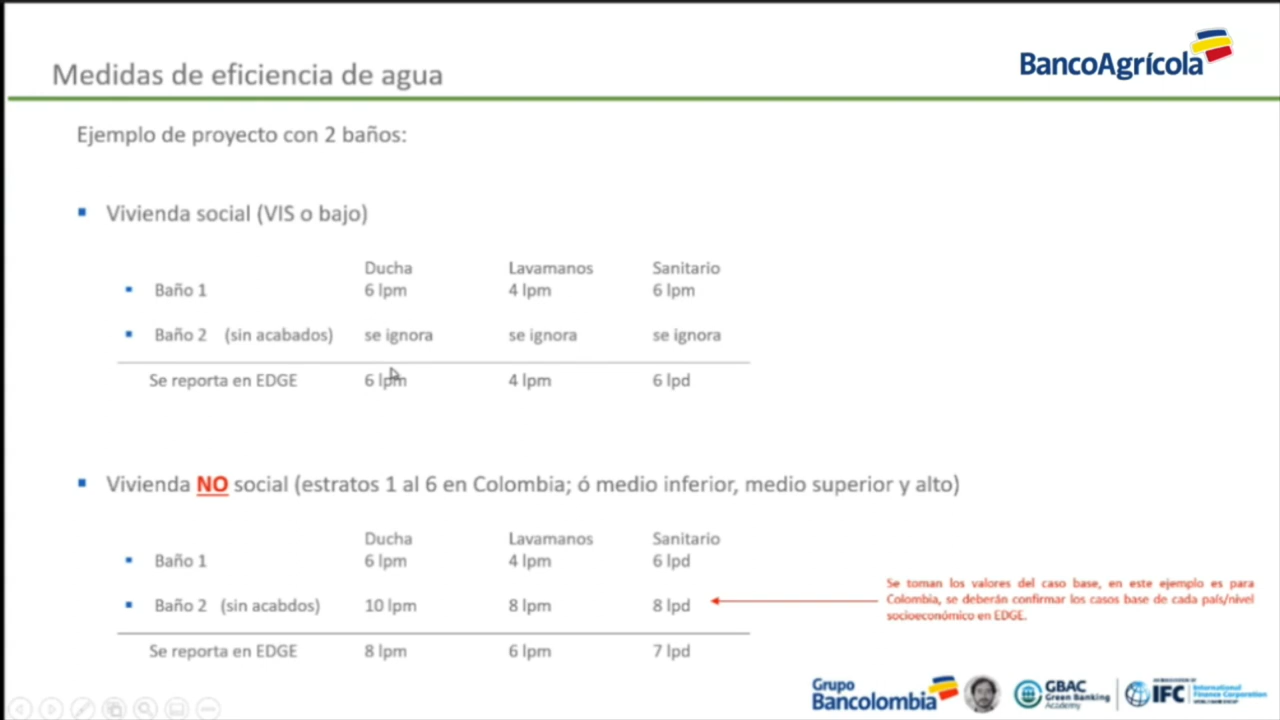 BancoAgrícola
Medidas de eficiencia de agua
Ejemplo de proyecto con 2 baños:
Vivienda social (VIS o bajo)
Ducha Lavamanos Sanitario
Baño 1 6 lpm 4 lpm 6 lpm
Baño 2 (sin acabados) se ignora se ignora se ignora
Se reporta en EDGE 6 lpm 4 lpm 6 lpd
Vivienda NO social (estratos 1 al 6 en Colombia; ó medio inferior, medio superior y alto)
Ducha Lavamanos Sanitario
Baño 1 6 lpm 4 lpm 6 lpd
Baño 2 (sin acabdos) 10 lpm 8 lpm 8 lpd
Se toman los valores del caso base, en este ejemplo es para
Colombia, se deberán confirmar los casos base de cada país/nivel
socioeconómico en EDGE.
Se reporta en EDGE 8 lpm 6 lpm 7 lpd
Grupo
Bancolombia
GBAC
Green Banking
Academy
IFC
International
Finance Corporation